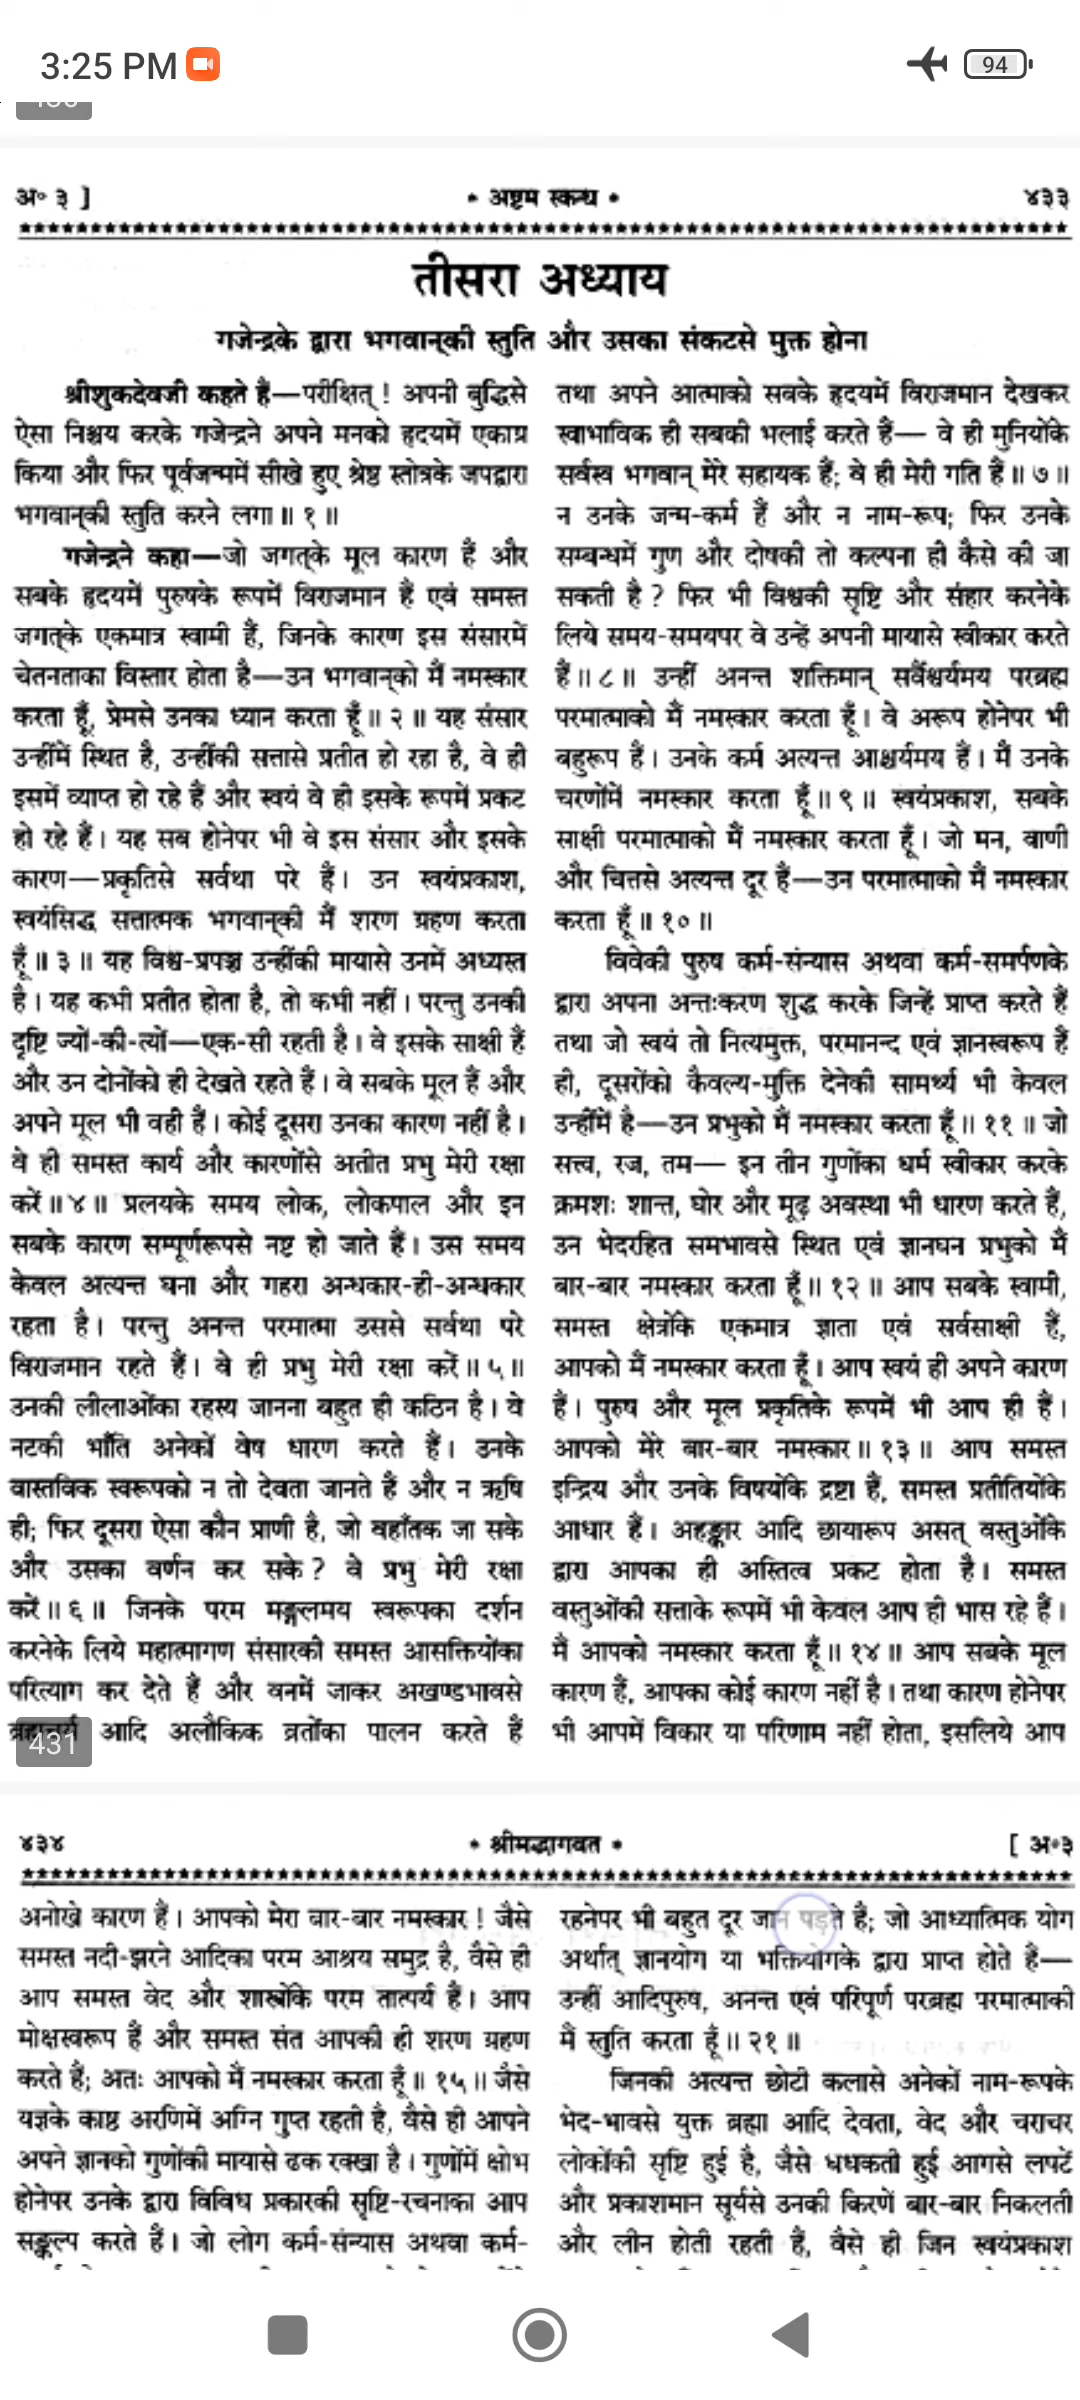 3:25 PM
94
अ॰ ३ ]
• अष्टम स्कन्ध •
४३३
तीसरा अध्याय
गजेन्द्रके द्वारा भगवान्‌की स्तुति और उसका संकटसे मुक्त होना
श्रीशुकदेवजी कहते हैं—परीक्षित् ! अपनी बुद्धिसे
ऐसा निश्चय करके गजेन्द्रने अपने मनको हृदयमें एकाग्र
किया और फिर पूर्वजन्ममें सीखे हुए श्रेष्ठ स्तोत्रके जपद्वारा
भगवान्‌की स्तुति करने लगा ॥ १ ॥
गजेन्द्रने कहा—जो जगत्‌के मूल कारण हैं और
सबके हृदयमें पुरुषके रूपमें विराजमान हैं एवं समस्त
जगत्‌के एकमात्र स्वामी हैं, जिनके कारण इस संसारमें
चेतनताका विस्तार होता है—उन भगवान्‌को मैं नमस्कार
करता हूँ, प्रेमसे उनका ध्यान करता हूँ ॥ २ ॥ यह संसार
उन्हींमें स्थित है, उन्हींकी सत्तासे प्रतीत हो रहा है, वे ही
इसमें व्याप्त हो रहे हैं और स्वयं वे ही इसके रूपमें प्रकट
हो रहे हैं। यह सब होनेपर भी वे इस संसार और इसके
कारण—प्रकृतिसे सर्वथा परे हैं। उन स्वयंप्रकाश,
स्वयंसिद्ध सत्तात्मक भगवान्‌की मैं शरण ग्रहण करता
हूँ ॥ ३ ॥ यह विश्व-प्रपञ्च उन्हींकी मायासे उनमें अध्यस्त
है। यह कभी प्रतीत होता है, तो कभी नहीं। परन्तु उनकी
दृष्टि ज्यों-की-त्यों—एक-सी रहती है। वे इसके साक्षी हैं
और उन दोनोंको ही देखते रहते हैं। वे सबके मूल हैं और
अपने मूल भी वही हैं। कोई दूसरा उनका कारण नहीं है।
वे ही समस्त कार्य और कारणोंसे अतीत प्रभु मेरी रक्षा
करें ॥ ४ ॥ प्रलयके समय लोक, लोकपाल और इन
सबके कारण सम्पूर्णरूपसे नष्ट हो जाते हैं। उस समय
केवल अत्यन्त घना और गहरा अन्धकार-ही-अन्धकार
रहता है। परन्तु अनन्त परमात्मा उससे सर्वथा परे
विराजमान रहते हैं। वे ही प्रभु मेरी रक्षा करें ॥ ५ ॥
उनकी लीलाओंका रहस्य जानना बहुत ही कठिन है। वे
नटकी भाँति अनेकों वेष धारण करते हैं। उनके
वास्तविक स्वरूपको न तो देवता जानते हैं और न ऋषि
ही; फिर दूसरा ऐसा कौन प्राणी है, जो वहाँतक जा सके
और उसका वर्णन कर सके ? वे प्रभु मेरी रक्षा
करें ॥ ६ ॥ जिनके परम मङ्गलमय स्वरूपका दर्शन
करनेके लिये महात्मागण संसारकी समस्त आसक्तियोंका
परित्याग कर देते हैं और वनमें जाकर अखण्डभावसे
ब्रह्मचर्य आदि अलौकिक व्रतोंका पालन करते हैं
431
तथा अपने आत्माको सबके हृदयमें विराजमान देखकर
स्वाभाविक ही सबकी भलाई करते हैं— वे ही मुनियोंके
सर्वस्व भगवान् मेरे सहायक हैं; वे ही मेरी गति हैं ॥ ७ ॥
न उनके जन्म-कर्म हैं और न नाम-रूप; फिर उनके
सम्बन्धमें गुण और दोषकी तो कल्पना ही कैसे की जा
सकती है ? फिर भी विश्वकी सृष्टि और संहार करनेके
लिये समय-समयपर वे उन्हें अपनी मायासे स्वीकार करते
हैं ॥ ८ ॥ उन्हीं अनन्त शक्तिमान् सर्वैश्वर्यमय परब्रह्म
परमात्माको मैं नमस्कार करता हूँ। वे अरूप होनेपर भी
बहुरूप हैं। उनके कर्म अत्यन्त आश्चर्यमय हैं। मैं उनके
चरणोंमें नमस्कार करता हूँ ॥ ९ ॥ स्वयंप्रकाश, सबके
साक्षी परमात्माको मैं नमस्कार करता हूँ। जो मन, वाणी
और चित्तसे अत्यन्त दूर हैं—उन परमात्माको मैं नमस्कार
करता हूँ ॥ १० ॥
विवेकी पुरुष कर्म-संन्यास अथवा कर्म-समर्पणके
द्वारा अपना अन्तःकरण शुद्ध करके जिन्हें प्राप्त करते हैं
तथा जो स्वयं तो नित्यमुक्त, परमानन्द एवं ज्ञानस्वरूप हैं
ही, दूसरोंको कैवल्य-मुक्ति देनेकी सामर्थ्य भी केवल
उन्हींमें है—उन प्रभुको मैं नमस्कार करता हूँ ॥ ११ ॥ जो
सत्त्व, रज, तम— इन तीन गुणोंका धर्म स्वीकार करके
क्रमशः शान्त, घोर और मूढ़ अवस्था भी धारण करते हैं,
उन भेदरहित समभावसे स्थित एवं ज्ञानघन प्रभुको मैं
बार-बार नमस्कार करता हूँ ॥ १२ ॥ आप सबके स्वामी,
समस्त क्षेत्रोंके एकमात्र ज्ञाता एवं सर्वसाक्षी हैं,
आपको मैं नमस्कार करता हूँ। आप स्वयं ही अपने कारण
हैं। पुरुष और मूल प्रकृतिके रूपमें भी आप ही हैं।
आपको मेरे बार-बार नमस्कार ॥ १३ ॥ आप समस्त
इन्द्रिय और उनके विषयोंके द्रष्टा हैं, समस्त प्रतीतियोंके
आधार हैं। अहङ्कार आदि छायारूप असत् वस्तुओंके
द्वारा आपका ही अस्तित्व प्रकट होता है। समस्त
वस्तुओंकी सत्ताके रूपमें भी केवल आप ही भास रहे हैं।
मैं आपको नमस्कार करता हूँ ॥ १४ ॥ आप सबके मूल
कारण हैं, आपका कोई कारण नहीं है। तथा कारण होनेपर
भी आपमें विकार या परिणाम नहीं होता, इसलिये आप
४३४
• श्रीमद्भागवत •
[ अ॰ ३
अनोखे कारण हैं। आपको मेरा बार-बार नमस्कार ! जैसे
समस्त नदी-झरने आदिका परम आश्रय समुद्र है, वैसे ही
आप समस्त वेद और शास्त्रोंके परम तात्पर्य हैं। आप
मोक्षस्वरूप हैं और समस्त संत आपकी ही शरण ग्रहण
करते हैं; अतः आपको मैं नमस्कार करता हूँ ॥ १५ ॥ जैसे
यज्ञके काष्ठ अरणिमें अग्नि गुप्त रहती है, वैसे ही आपने
अपने ज्ञानको गुणोंकी मायासे ढक रक्खा है। गुणोंमें क्षोभ
होनेपर उनके द्वारा विविध प्रकारकी सृष्टि-रचनाका आप
सङ्कल्प करते हैं। जो लोग कर्म-संन्यास अथवा कर्म-
रहनेपर भी बहुत दूर जान पड़ते हैं; जो आध्यात्मिक योग
अर्थात् ज्ञानयोग या भक्तियोगके द्वारा प्राप्त होते हैं—
उन्हीं आदिपुरुष, अनन्त एवं परिपूर्ण परब्रह्म परमात्माकी
मैं स्तुति करता हूँ ॥ २१ ॥
जिनकी अत्यन्त छोटी कलासे अनेकों नाम-रूपके
भेद-भावसे युक्त ब्रह्मा आदि देवता, वेद और चराचर
लोकोंकी सृष्टि हुई है, जैसे धधकती हुई आगसे लपटें
और प्रकाशमान सूर्यसे उनकी किरणें बार-बार निकलती
और लीन होती रहती हैं, वैसे ही जिन स्वयंप्रकाश